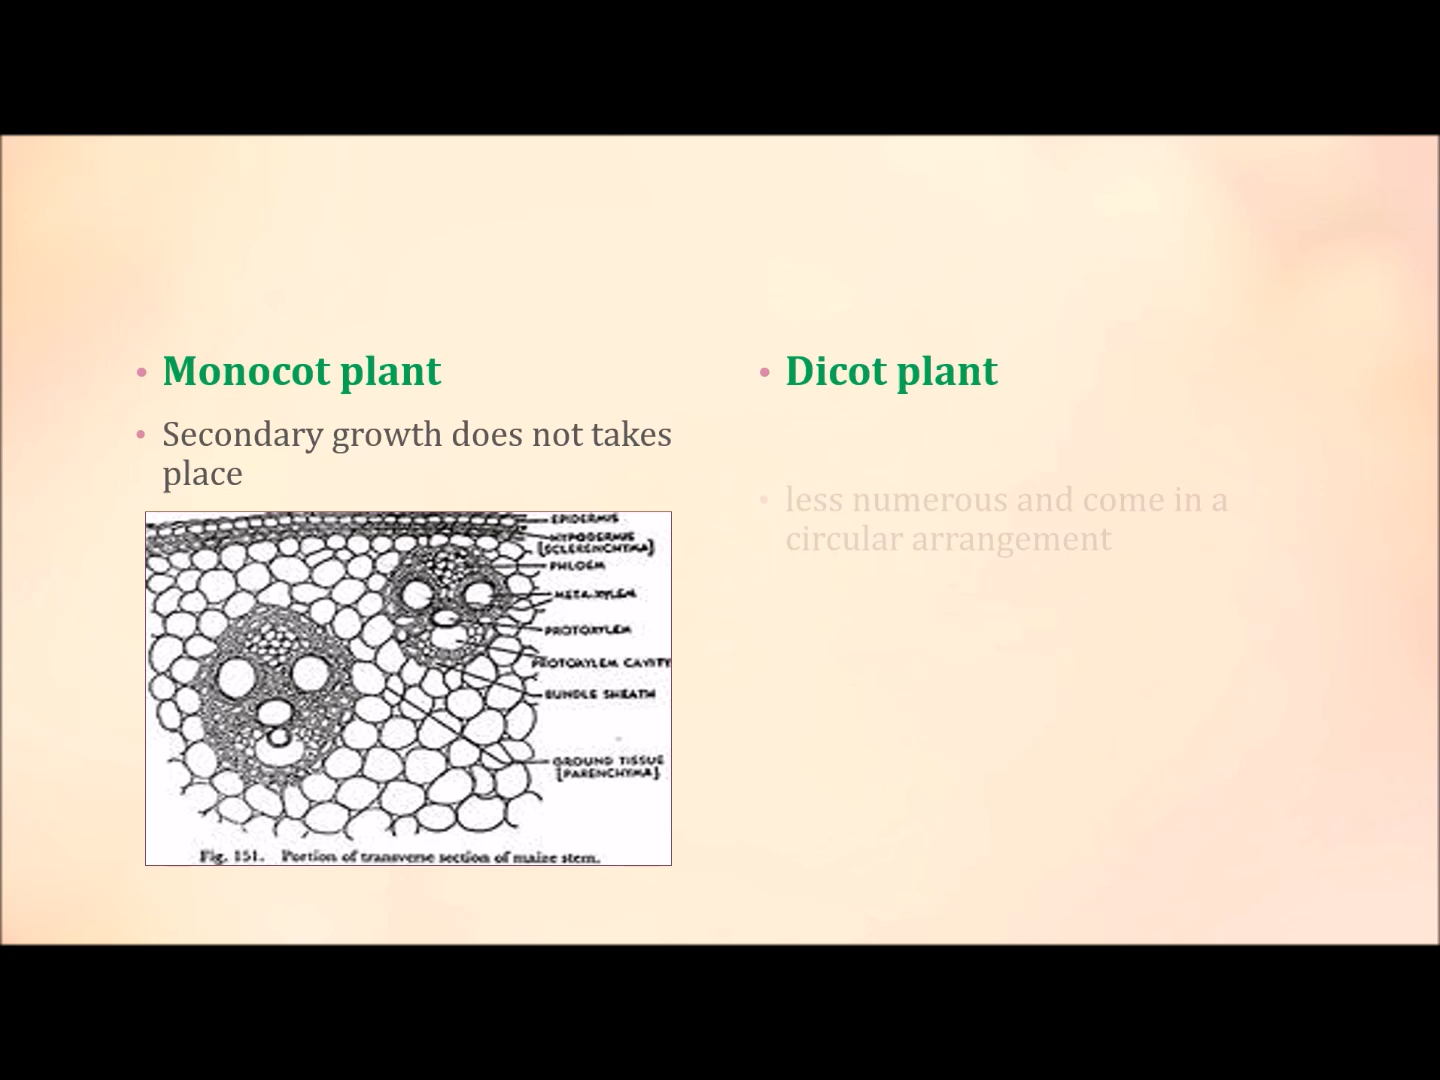 Monocot plant
Secondary growth does not takes
place
EPIDERMIS
HYPODERMIS
[SCLERENCHYMA]
PHLOEM
META-XYLEM
PROTOXYLEM
PROTOXYLEM CAVITY
BUNDLE SHEATH
GROUND TISSUE
[PARENCHYMA]
Fig. 151. Portion of transverse section of maize stem.
Dicot plant
less numerous and come in a
circular arrangement